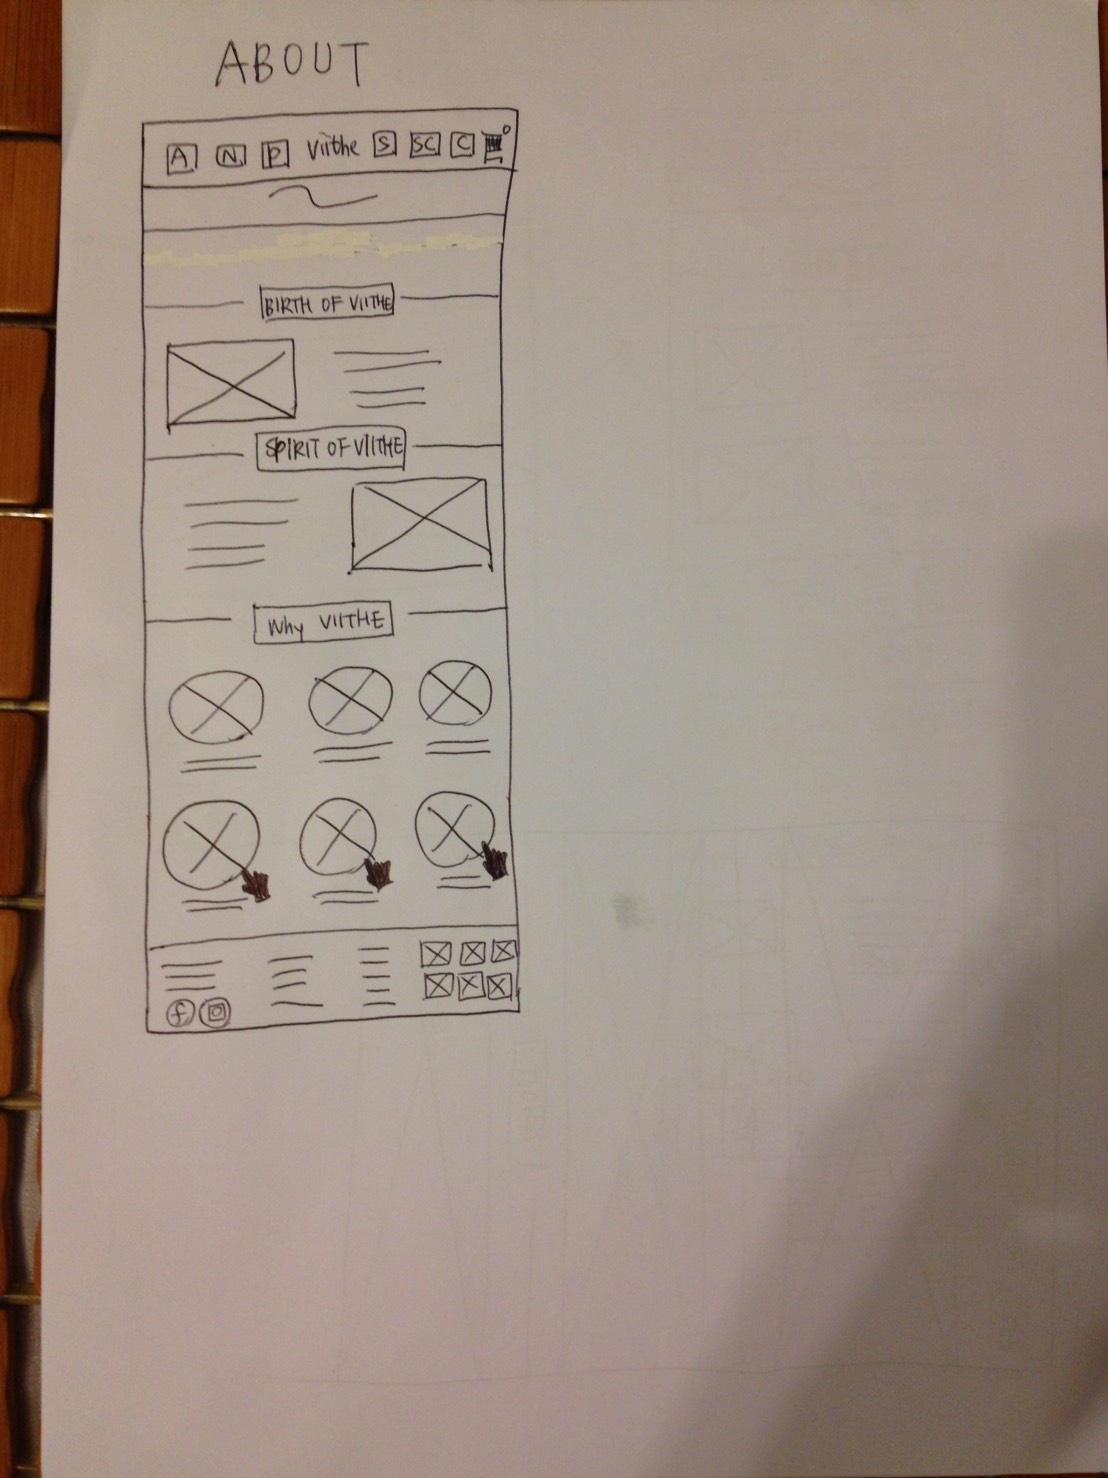 ABOUT
A N P Viithe S SC C
BIRTH OF VIITHE
SPIRIT OF VIITHE
Why VIITHE
f